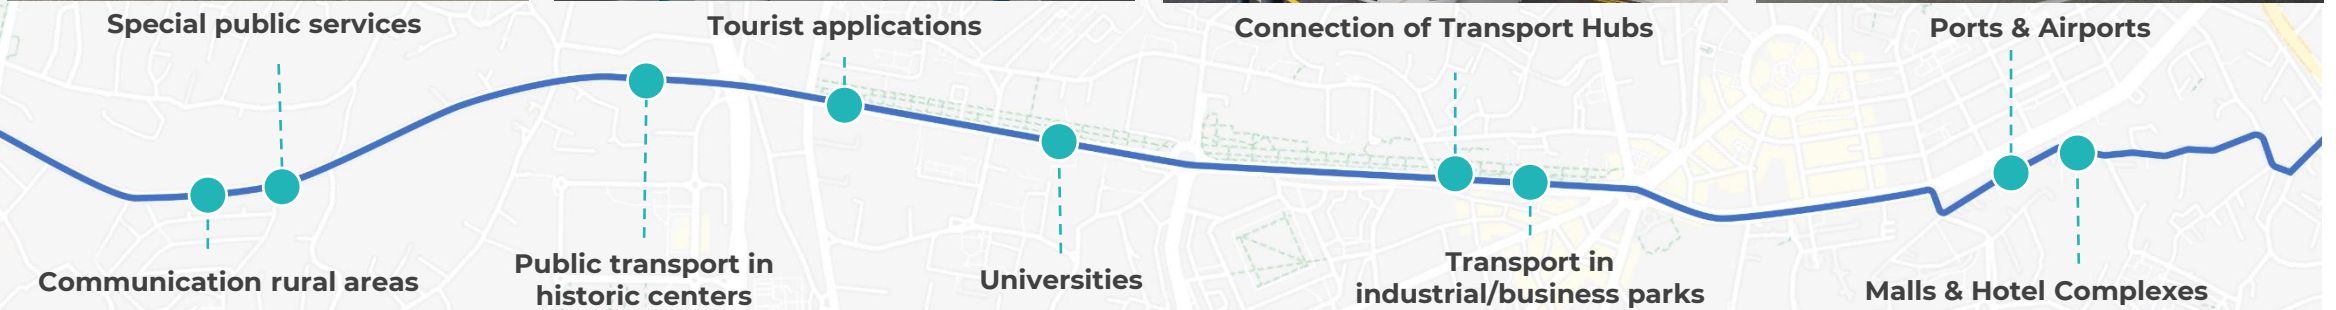 Special public services
Tourist applications
Connection of Transport Hubs
Ports & Airports
Communication rural areas
Public transport in
historic centers
Universities
Transport in
industrial/business parks
Malls & Hotel Complexes